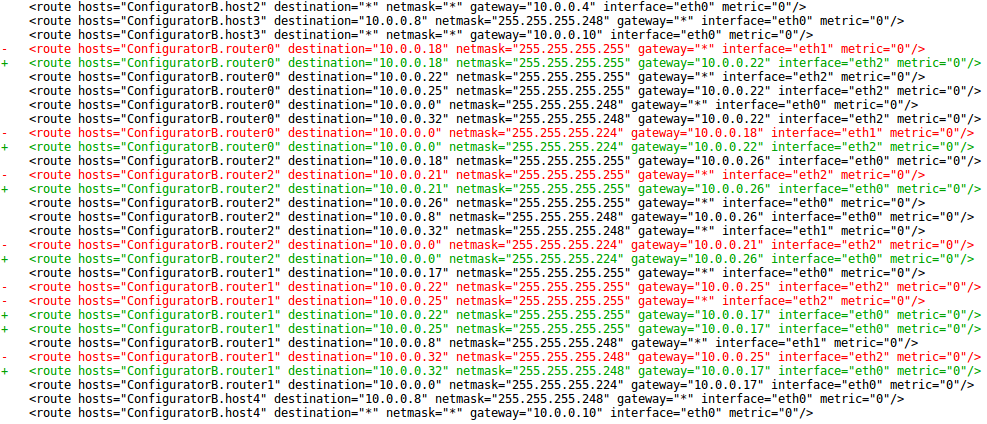 <route hosts="ConfiguratorB.host2" destination="*" netmask="*" gateway="10.0.0.4" interface="eth0" metric="0"/>
<route hosts="ConfiguratorB.host3" destination="10.0.0.8" netmask="255.255.255.248" gateway="*" interface="eth0" metric="0"/>
<route hosts="ConfiguratorB.host3" destination="*" netmask="*" gateway="10.0.0.10" interface="eth0" metric="0"/>
- <route hosts="ConfiguratorB.router0" destination="10.0.0.18" netmask="255.255.255.255" gateway="*" interface="eth1" metric="0"/>
+ <route hosts="ConfiguratorB.router0" destination="10.0.0.18" netmask="255.255.255.255" gateway="10.0.0.22" interface="eth2" metric="0"/>
<route hosts="ConfiguratorB.router0" destination="10.0.0.22" netmask="255.255.255.255" gateway="*" interface="eth2" metric="0"/>
<route hosts="ConfiguratorB.router0" destination="10.0.0.25" netmask="255.255.255.255" gateway="10.0.0.22" interface="eth2" metric="0"/>
<route hosts="ConfiguratorB.router0" destination="10.0.0.0" netmask="255.255.255.248" gateway="*" interface="eth0" metric="0"/>
<route hosts="ConfiguratorB.router0" destination="10.0.0.32" netmask="255.255.255.248" gateway="10.0.0.22" interface="eth2" metric="0"/>
- <route hosts="ConfiguratorB.router0" destination="10.0.0.0" netmask="255.255.255.224" gateway="10.0.0.18" interface="eth1" metric="0"/>
+ <route hosts="ConfiguratorB.router0" destination="10.0.0.0" netmask="255.255.255.224" gateway="10.0.0.22" interface="eth2" metric="0"/>
<route hosts="ConfiguratorB.router2" destination="10.0.0.18" netmask="255.255.255.255" gateway="10.0.0.26" interface="eth0" metric="0"/>
- <route hosts="ConfiguratorB.router2" destination="10.0.0.21" netmask="255.255.255.255" gateway="*" interface="eth2" metric="0"/>
+ <route hosts="ConfiguratorB.router2" destination="10.0.0.21" netmask="255.255.255.255" gateway="10.0.0.26" interface="eth0" metric="0"/>
<route hosts="ConfiguratorB.router2" destination="10.0.0.26" netmask="255.255.255.255" gateway="*" interface="eth0" metric="0"/>
<route hosts="ConfiguratorB.router2" destination="10.0.0.8" netmask="255.255.255.248" gateway="10.0.0.26" interface="eth0" metric="0"/>
<route hosts="ConfiguratorB.router2" destination="10.0.0.32" netmask="255.255.255.248" gateway="*" interface="eth1" metric="0"/>
- <route hosts="ConfiguratorB.router2" destination="10.0.0.0" netmask="255.255.255.224" gateway="10.0.0.21" interface="eth2" metric="0"/>
+ <route hosts="ConfiguratorB.router2" destination="10.0.0.0" netmask="255.255.255.224" gateway="10.0.0.26" interface="eth0" metric="0"/>
<route hosts="ConfiguratorB.router1" destination="10.0.0.17" netmask="255.255.255.255" gateway="*" interface="eth0" metric="0"/>
- <route hosts="ConfiguratorB.router1" destination="10.0.0.22" netmask="255.255.255.255" gateway="10.0.0.25" interface="eth2" metric="0"/>
- <route hosts="ConfiguratorB.router1" destination="10.0.0.25" netmask="255.255.255.255" gateway="*" interface="eth2" metric="0"/>
+ <route hosts="ConfiguratorB.router1" destination="10.0.0.22" netmask="255.255.255.255" gateway="10.0.0.17" interface="eth0" metric="0"/>
+ <route hosts="ConfiguratorB.router1" destination="10.0.0.25" netmask="255.255.255.255" gateway="10.0.0.17" interface="eth0" metric="0"/>
<route hosts="ConfiguratorB.router1" destination="10.0.0.8" netmask="255.255.255.248" gateway="*" interface="eth1" metric="0"/>
- <route hosts="ConfiguratorB.router1" destination="10.0.0.32" netmask="255.255.255.248" gateway="10.0.0.25" interface="eth2" metric="0"/>
+ <route hosts="ConfiguratorB.router1" destination="10.0.0.32" netmask="255.255.255.248" gateway="10.0.0.17" interface="eth0" metric="0"/>
<route hosts="ConfiguratorB.router1" destination="10.0.0.0" netmask="255.255.255.224" gateway="10.0.0.17" interface="eth0" metric="0"/>
<route hosts="ConfiguratorB.host4" destination="10.0.0.8" netmask="255.255.255.248" gateway="*" interface="eth0" metric="0"/>
<route hosts="ConfiguratorB.host4" destination="*" netmask="*" gateway="10.0.0.10" interface="eth0" metric="0"/>